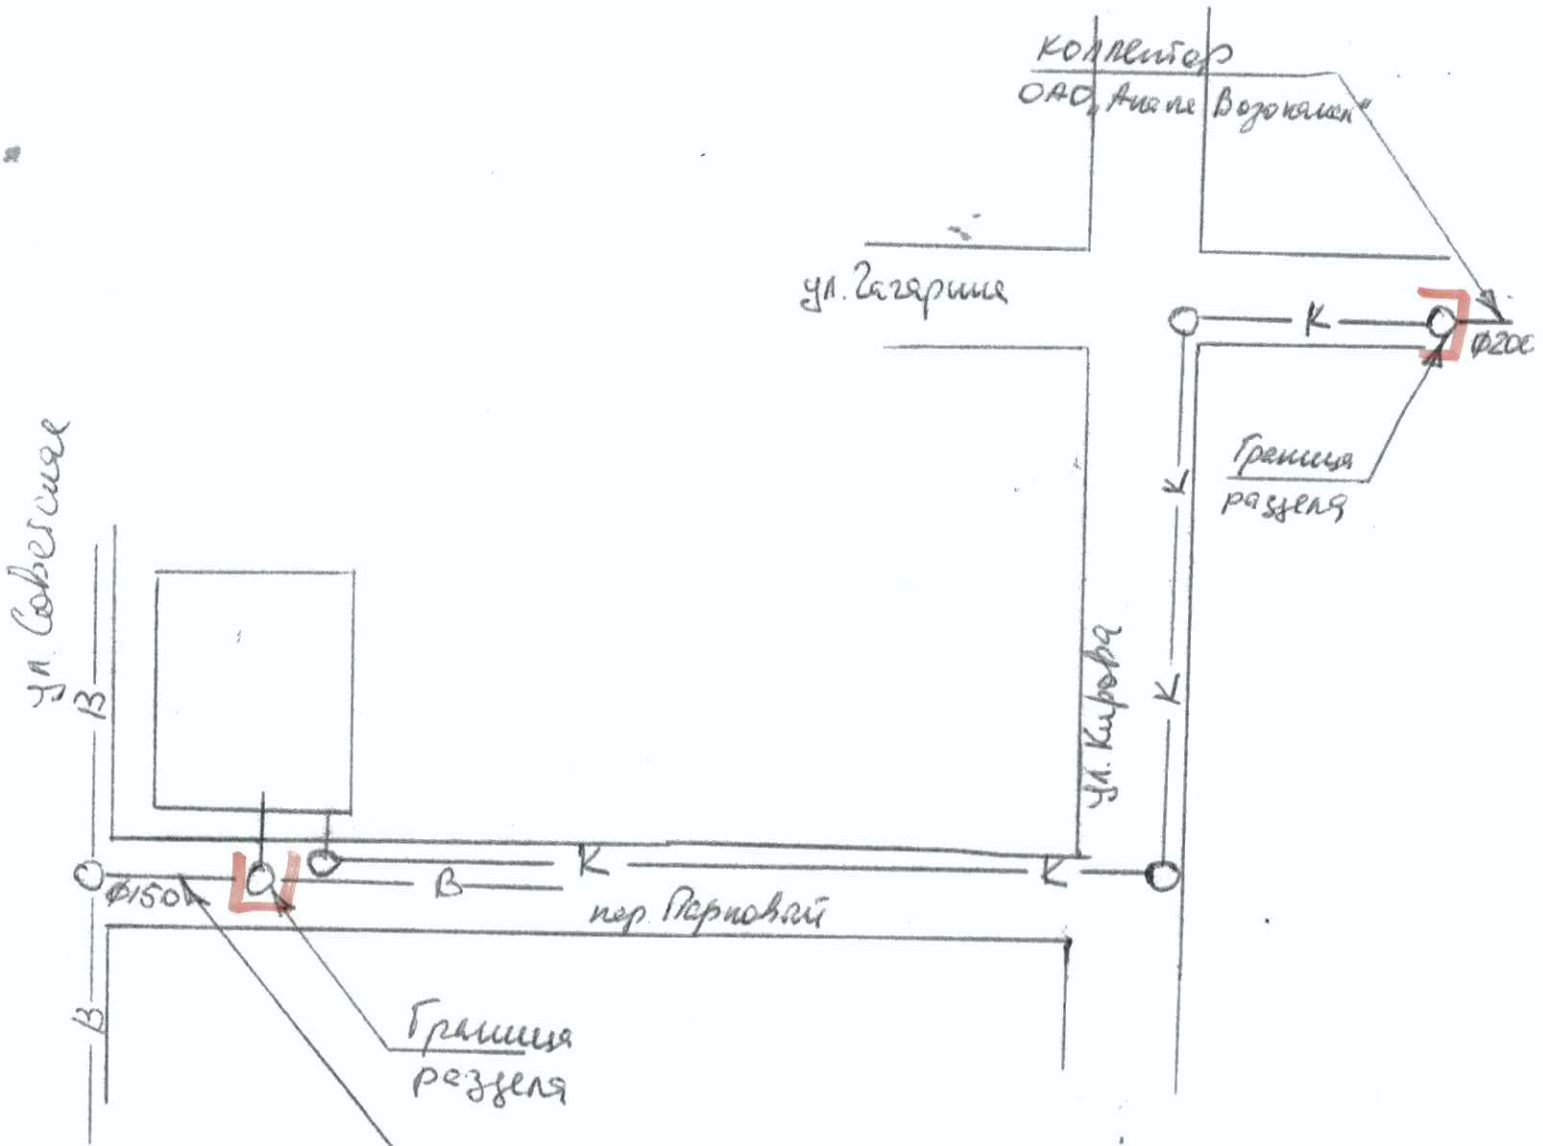 коллектор
ОАО „Анапа Водоканал"
ул. Гагарина
К
ф200
Граница
раздела
К
ул. Советская
К
В
ул. Кирова
К
В
К
ф150
пер. Парковый
В
Граница
раздела